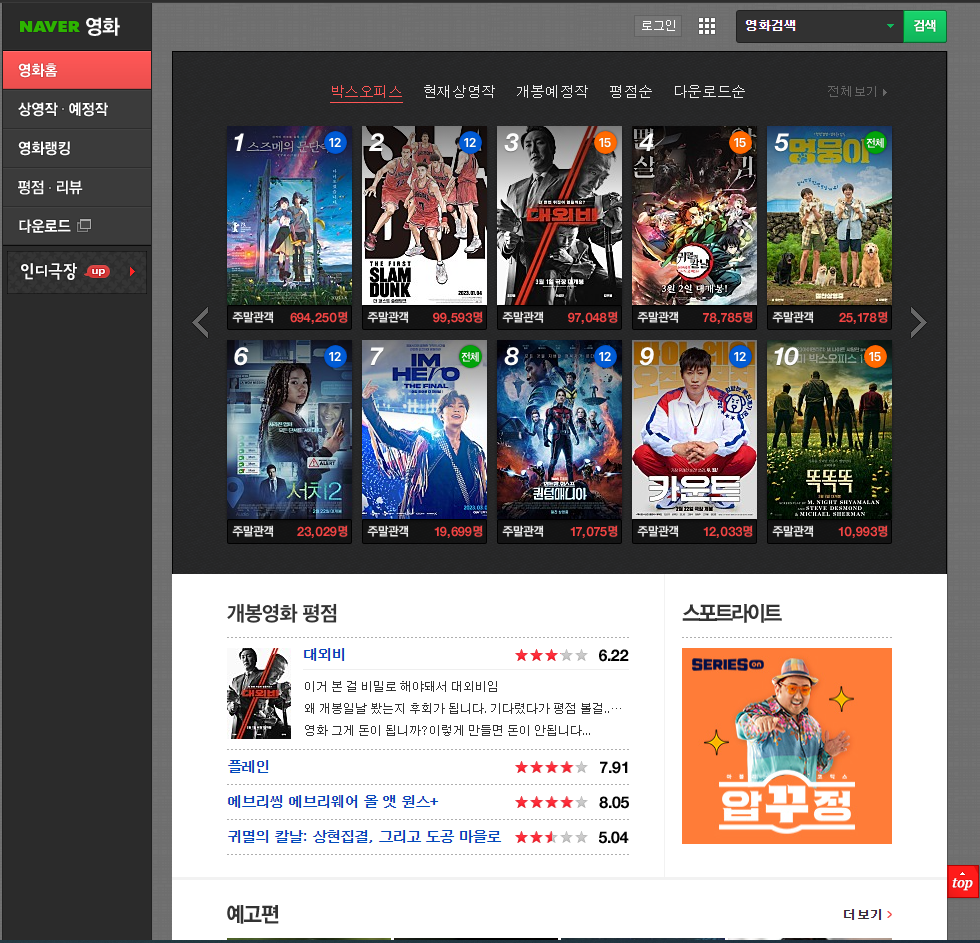 NAVER 영화
로그인
영화검색
검색
영화홈
상영작 · 예정작
영화랭킹
평점 · 리뷰
다운로드
인디극장 up
박스오피스 현재상영작 개봉예정작 평점순 다운로드순 전체보기
1 스즈메의 문단속 12
2 12
3 15
4 15
5 멍뭉이 전체
THE FIRST
SLAM
DUNK
2023.01.04
대외비
3월 1일 극장 대개봉
귀멸의 칼날
3월 2일 대개봉!
주말관객 694,250명
주말관객 99,593명
주말관객 97,048명
주말관객 78,785명
주말관객 25,178명
6 12
7 전체
8 12
9 12
10 15
ALERT
서치2
IM
HERO
THE FINAL
퀀텀매니아
카운트
똑똑똑
M. NIGHT SHYAMALAN
STEVE DESMOND
& MICHAEL SHERMAN
주말관객 23,029명
주말관객 19,699명
주말관객 17,075명
주말관객 12,033명
주말관객 10,993명
개봉영화 평점
대외비
대외비 6.22
이거 본 걸 비밀로 해야돼서 대외비임
왜 개봉일날 봤는지 후회가 됩니다. 기다렸다가 평점 볼걸..…
영화 그게 돈이 됩니까?이렇게 만들면 돈이 안됩니다...
플레인 7.91
에브리씽 에브리웨어 올 앳 원스+ 8.05
귀멸의 칼날: 상현집결, 그리고 도공 마을로 5.04
스포트라이트
SERIES on
압꾸정
top
예고편
더보기